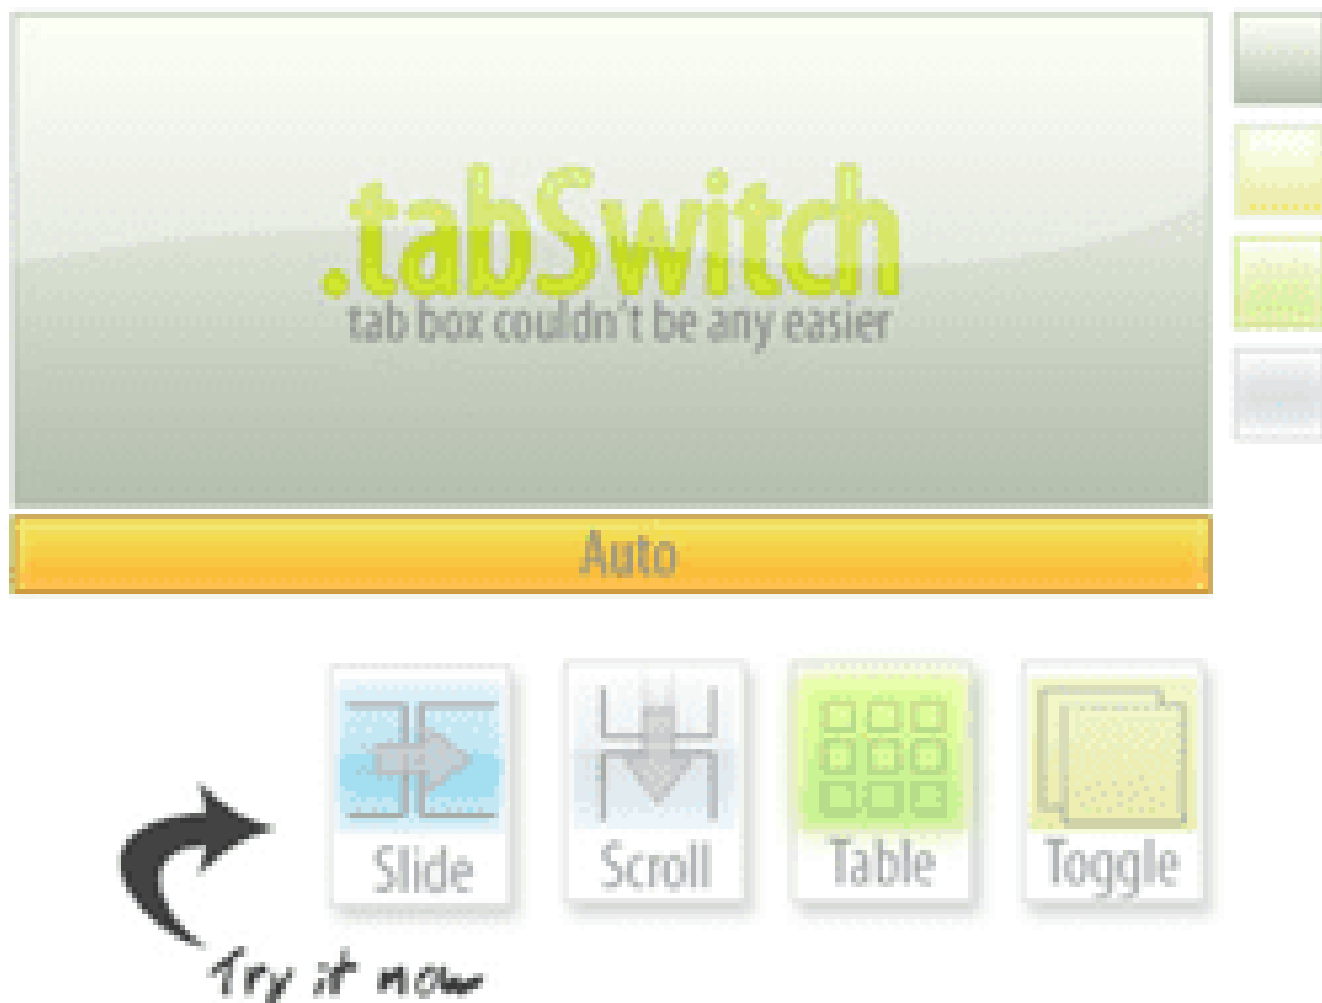 .tabSwitch
tab box couldn't be any easier
Auto
Slide Scroll Table Toggle
Try it now